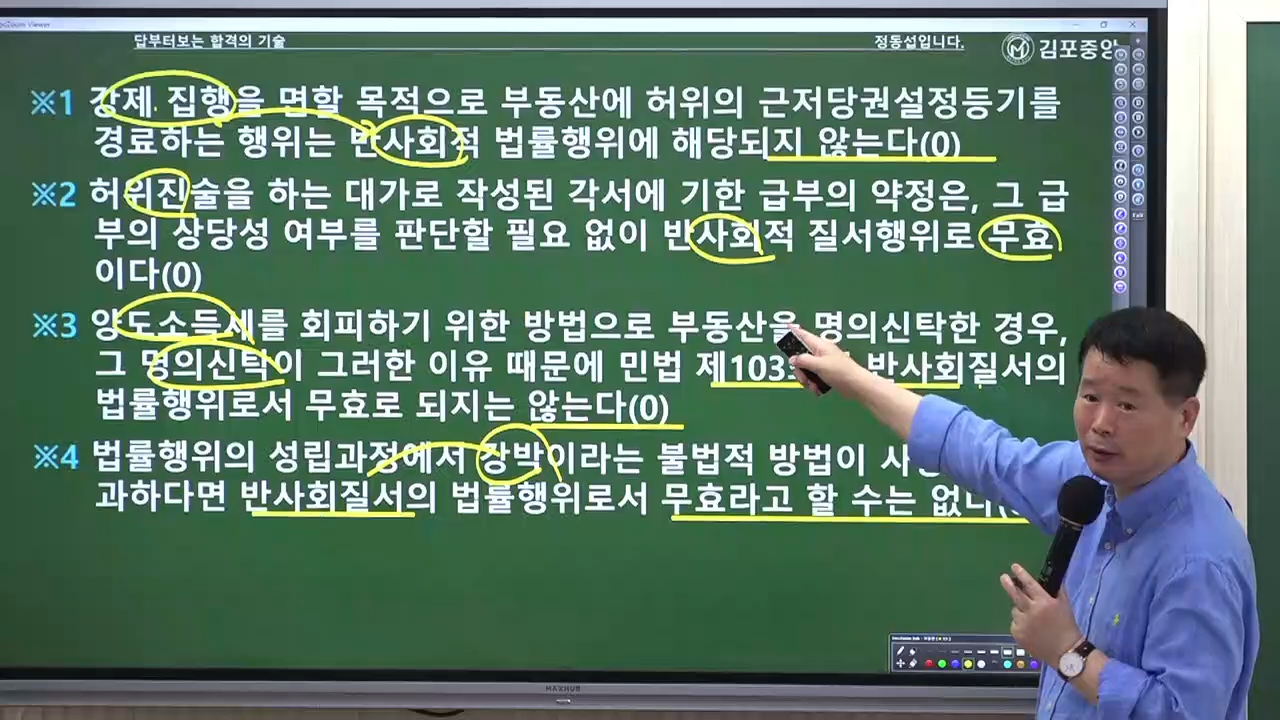 답부터보는 합격의 기술
정동섭입니다.
김포중앙
※1 강제 집행을 면할 목적으로 부동산에 허위의 근저당권설정등기를
경료하는 행위는 반사회적 법률행위에 해당되지 않는다(0)
※2 허위진술을 하는 대가로 작성된 각서에 기한 급부의 약정은, 그 급
부의 상당성 여부를 판단할 필요 없이 반사회적 질서행위로 무효
이다(0)
※3 양도소득세를 회피하기 위한 방법으로 부동산을 명의신탁한 경우,
그 명의신탁이 그러한 이유 때문에 민법 제103 반사회질서의
법률행위로서 무효로 되지는 않는다(0)
※4 법률행위의 성립과정에서 강박이라는 불법적 방법이
과하다면 반사회질서의 법률행위로서 무효라고 할 수는 없다
MAXHUB